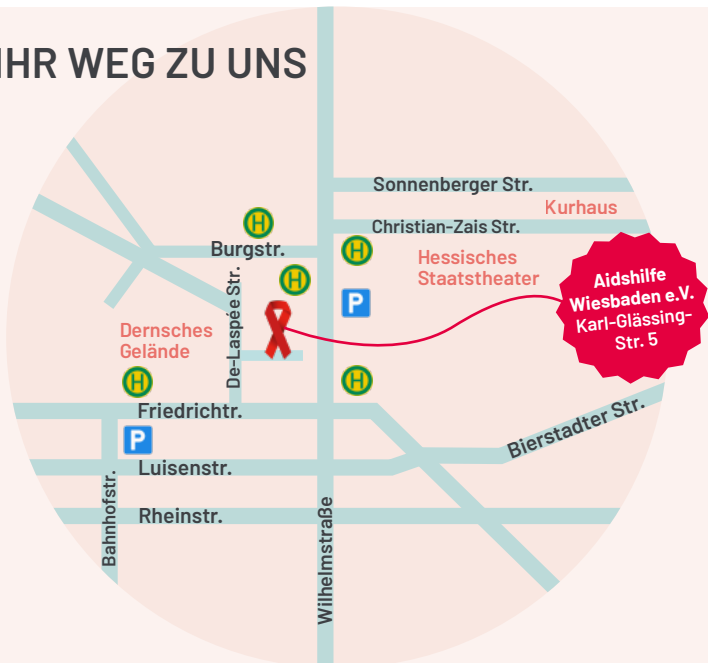 IHR WEG ZU UNS
Sonnenberger Str.
Kurhaus
Christian-Zais Str.
H
Burgstr.
H
Hessisches
Staatstheater
H
P
Aidshilfe
Wiesbaden e.V.
Karl-Glässing-
Str. 5
De-Laspée Str.
Dernsches
Gelände
H
H
Friedrichtr.
P
Bierstadter Str.
Luisenstr.
Bahnhofstr.
Rheinstr.
Wilhelmstraße